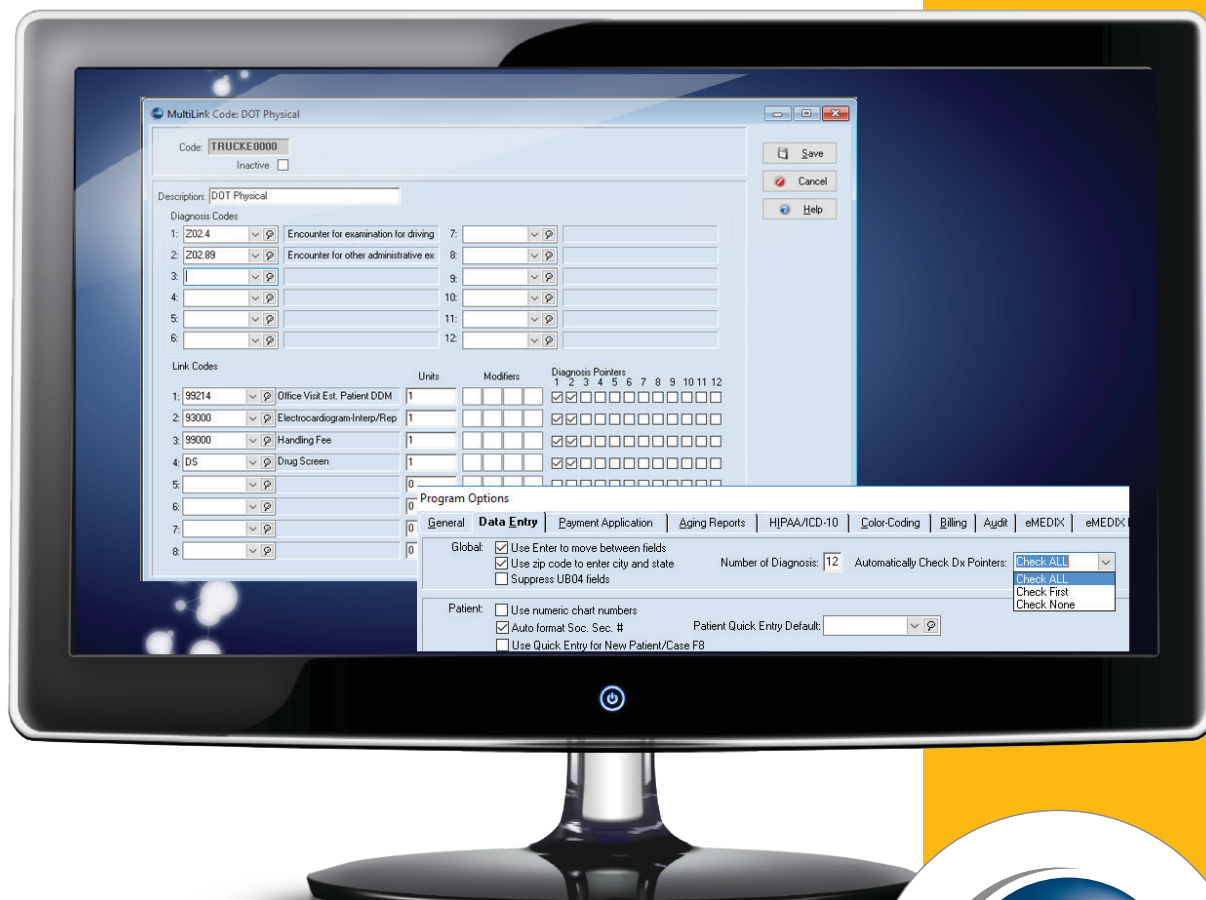 MultiLink Code: DOT Physical
Code: TRUCKE0000
Inactive
Save
Cancel
Help
Description: DOT Physical
Diagnosis Codes
1: Z02.4 Encounter for examination for driving 7:
2: Z02.89 Encounter for other administrative ex 8:
3: 9:
4: 10:
5: 11:
6: 12:
Link Codes Units Modifiers Diagnosis Pointers
1 2 3 4 5 6 7 8 9 10 11 12
1: 99214 Office Visit Est. Patient DDM 1
2: 93000 Electrocardiogram-Interp/Rep 1
3: 99000 Handling Fee 1
4: DS Drug Screen 1
5: 0
6: 0
7: 0
8: 0
Program Options
General Data Entry Payment Application Aging Reports HIPAA/ICD-10 Color-Coding Billing Audit eMEDIX eMEDIX
Global: Use Enter to move between fields
Use zip code to enter city and state Number of Diagnosis: 12 Automatically Check Dx Pointers: Check ALL
Suppress UB04 fields
Check ALL
Check First
Check None
Patient: Use numeric chart numbers
Auto format Soc. Sec. # Patient Quick Entry Default:
Use Quick Entry for New Patient/Case F8